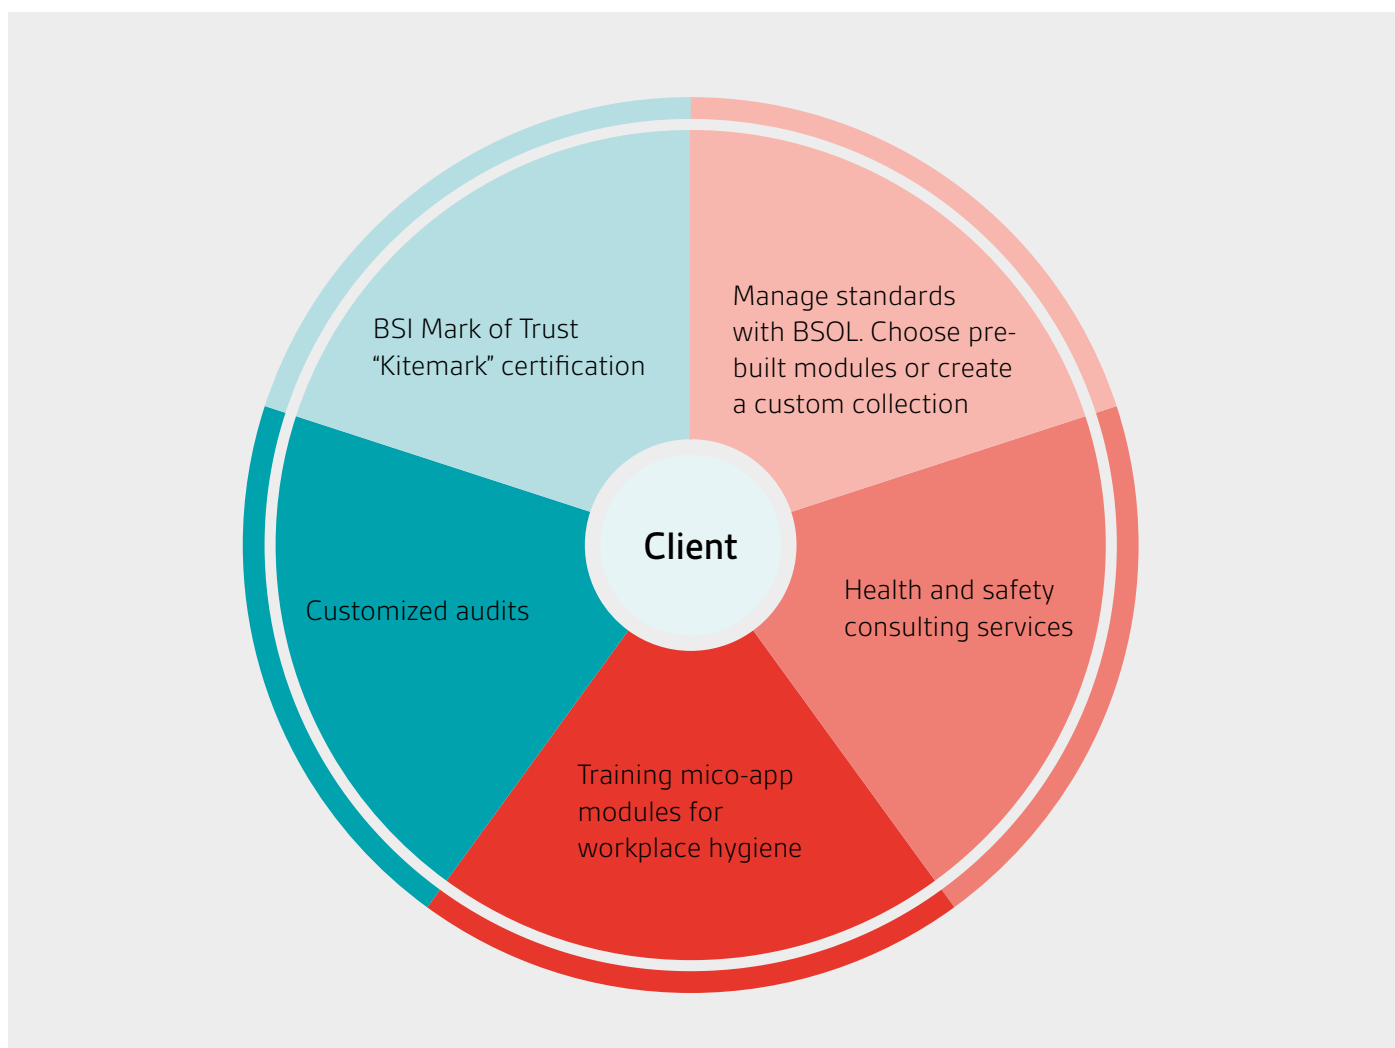 BSI Mark of Trust
“Kitemark” certification
Manage standards
with BSOL. Choose pre-
built modules or create
a custom collection
Client
Health and safety
consulting services
Customized audits
Training mico-app
modules for
workplace hygiene